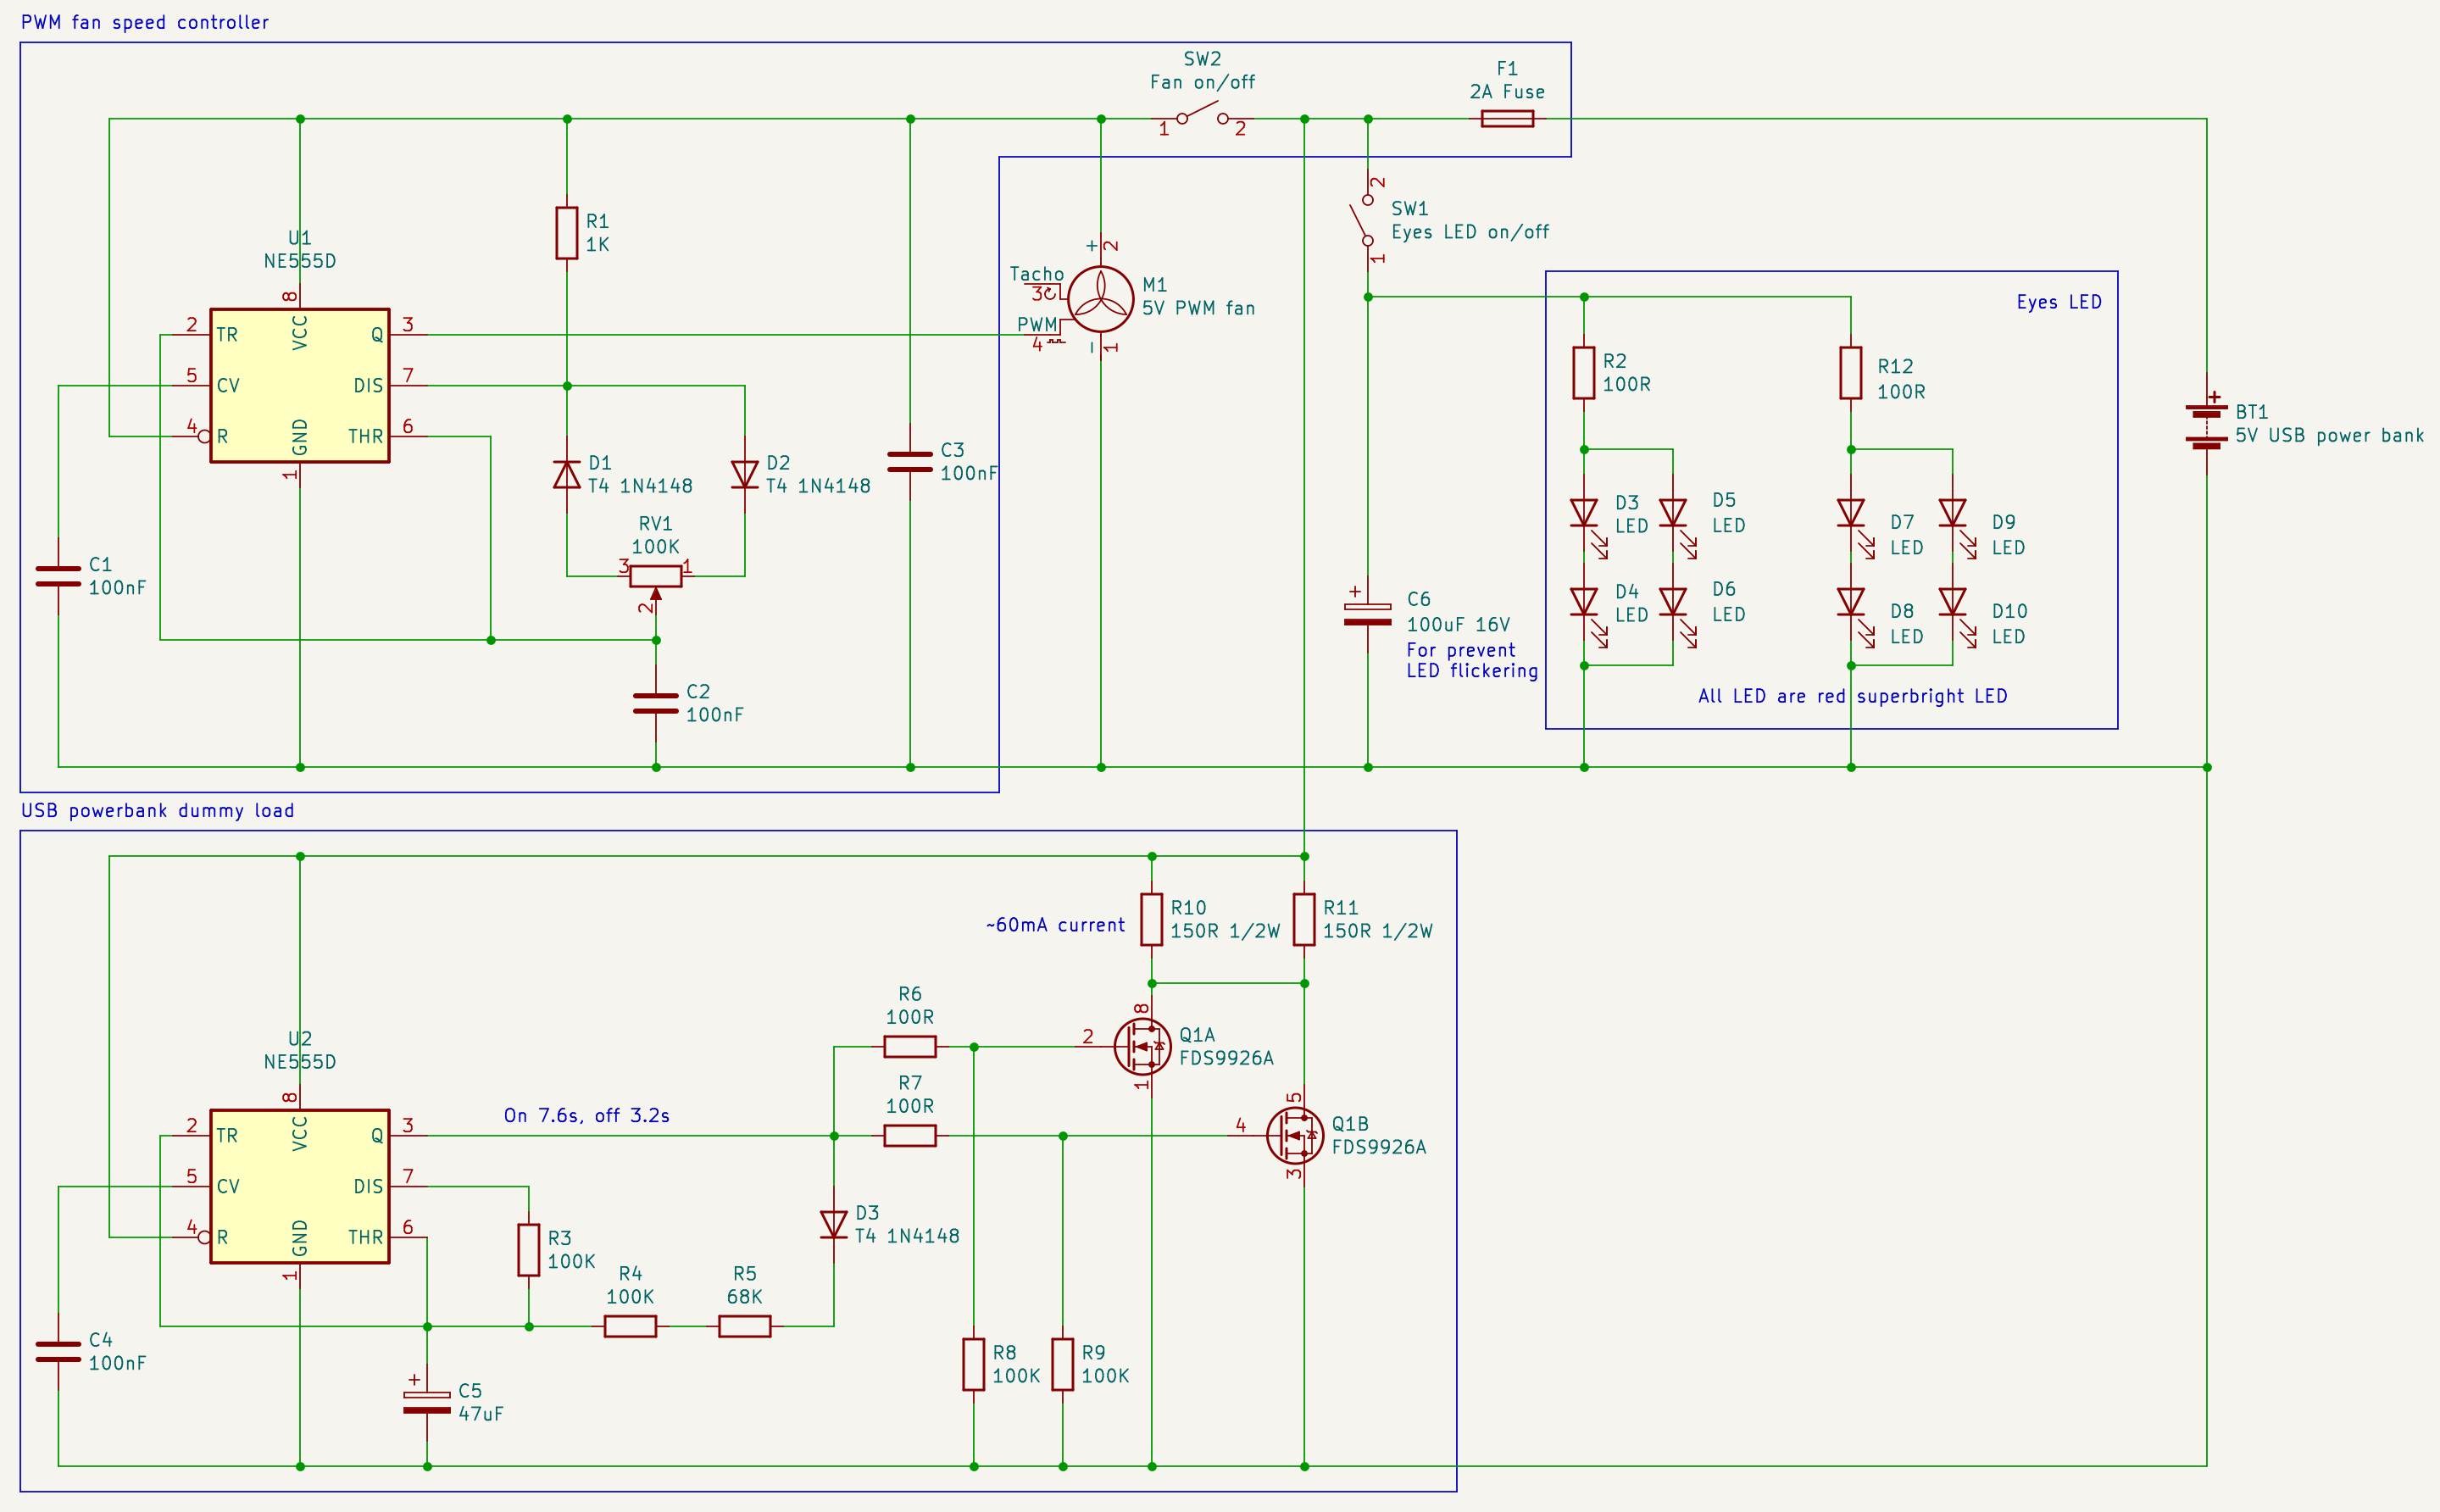 PWM fan speed controller
SW2
Fan on/off
1
2
F1
2A Fuse
2
SW1
Eyes LED on/off
1
R1
1K
U1
NE555D
8
VCC
2
TR
Q
3
5
CV
DIS
7
4
R
THR
6
GND
1
+
2
Tacho
3
M1
5V PWM fan
PWM
4
-
1
Eyes LED
R2
100R
R12
100R
+
BT1
5V USB power bank
D1
T4 1N4148
D2
T4 1N4148
C3
100nF
RV1
100K
3
1
2
C1
100nF
C2
100nF
D3
LED
D5
LED
D7
LED
D9
LED
D4
LED
D6
LED
D8
LED
D10
LED
+
C6
100uF 16V
For prevent
LED flickering
All LED are red superbright LED
USB powerbank dummy load
~60mA current
R10
150R 1/2W
R11
150R 1/2W
R6
100R
8
2
Q1A
FDS9926A
1
R7
100R
5
4
Q1B
FDS9926A
3
U2
NE555D
8
VCC
On 7.6s, off 3.2s
2
TR
Q
3
5
CV
DIS
7
4
R
THR
6
GND
1
D3
T4 1N4148
R3
100K
R4
100K
R5
68K
C4
100nF
+
C5
47uF
R8
100K
R9
100K